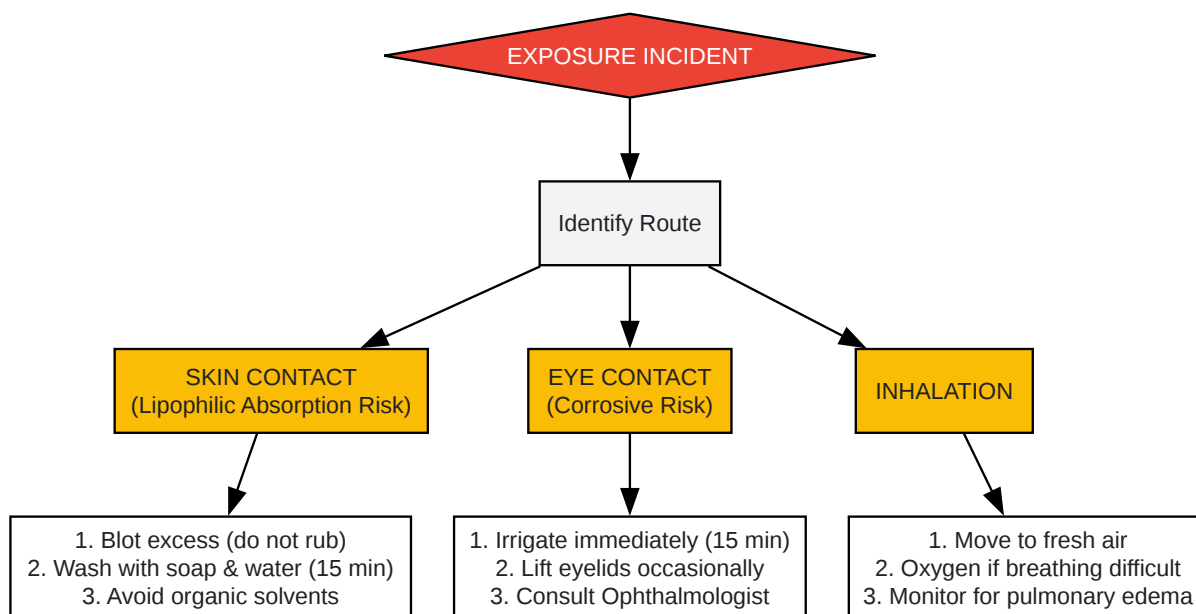 EXPOSURE INCIDENT
Identify Route
SKIN CONTACT
(Lipophilic Absorption Risk)
EYE CONTACT
(Corrosive Risk)
INHALATION
1. Blot excess (do not rub)
2. Wash with soap & water (15 min)
3. Avoid organic solvents
1. Irrigate immediately (15 min)
2. Lift eyelids occasionally
3. Consult Ophthalmologist
1. Move to fresh air
2. Oxygen if breathing difficult
3. Monitor for pulmonary edema